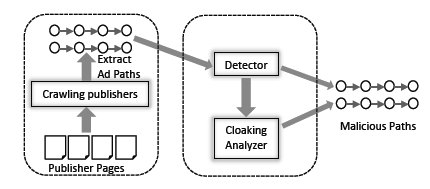 Extract
Ad Paths
Crawling publishers
Publisher Pages
Detector
Cloaking
Analyzer
Malicious Paths